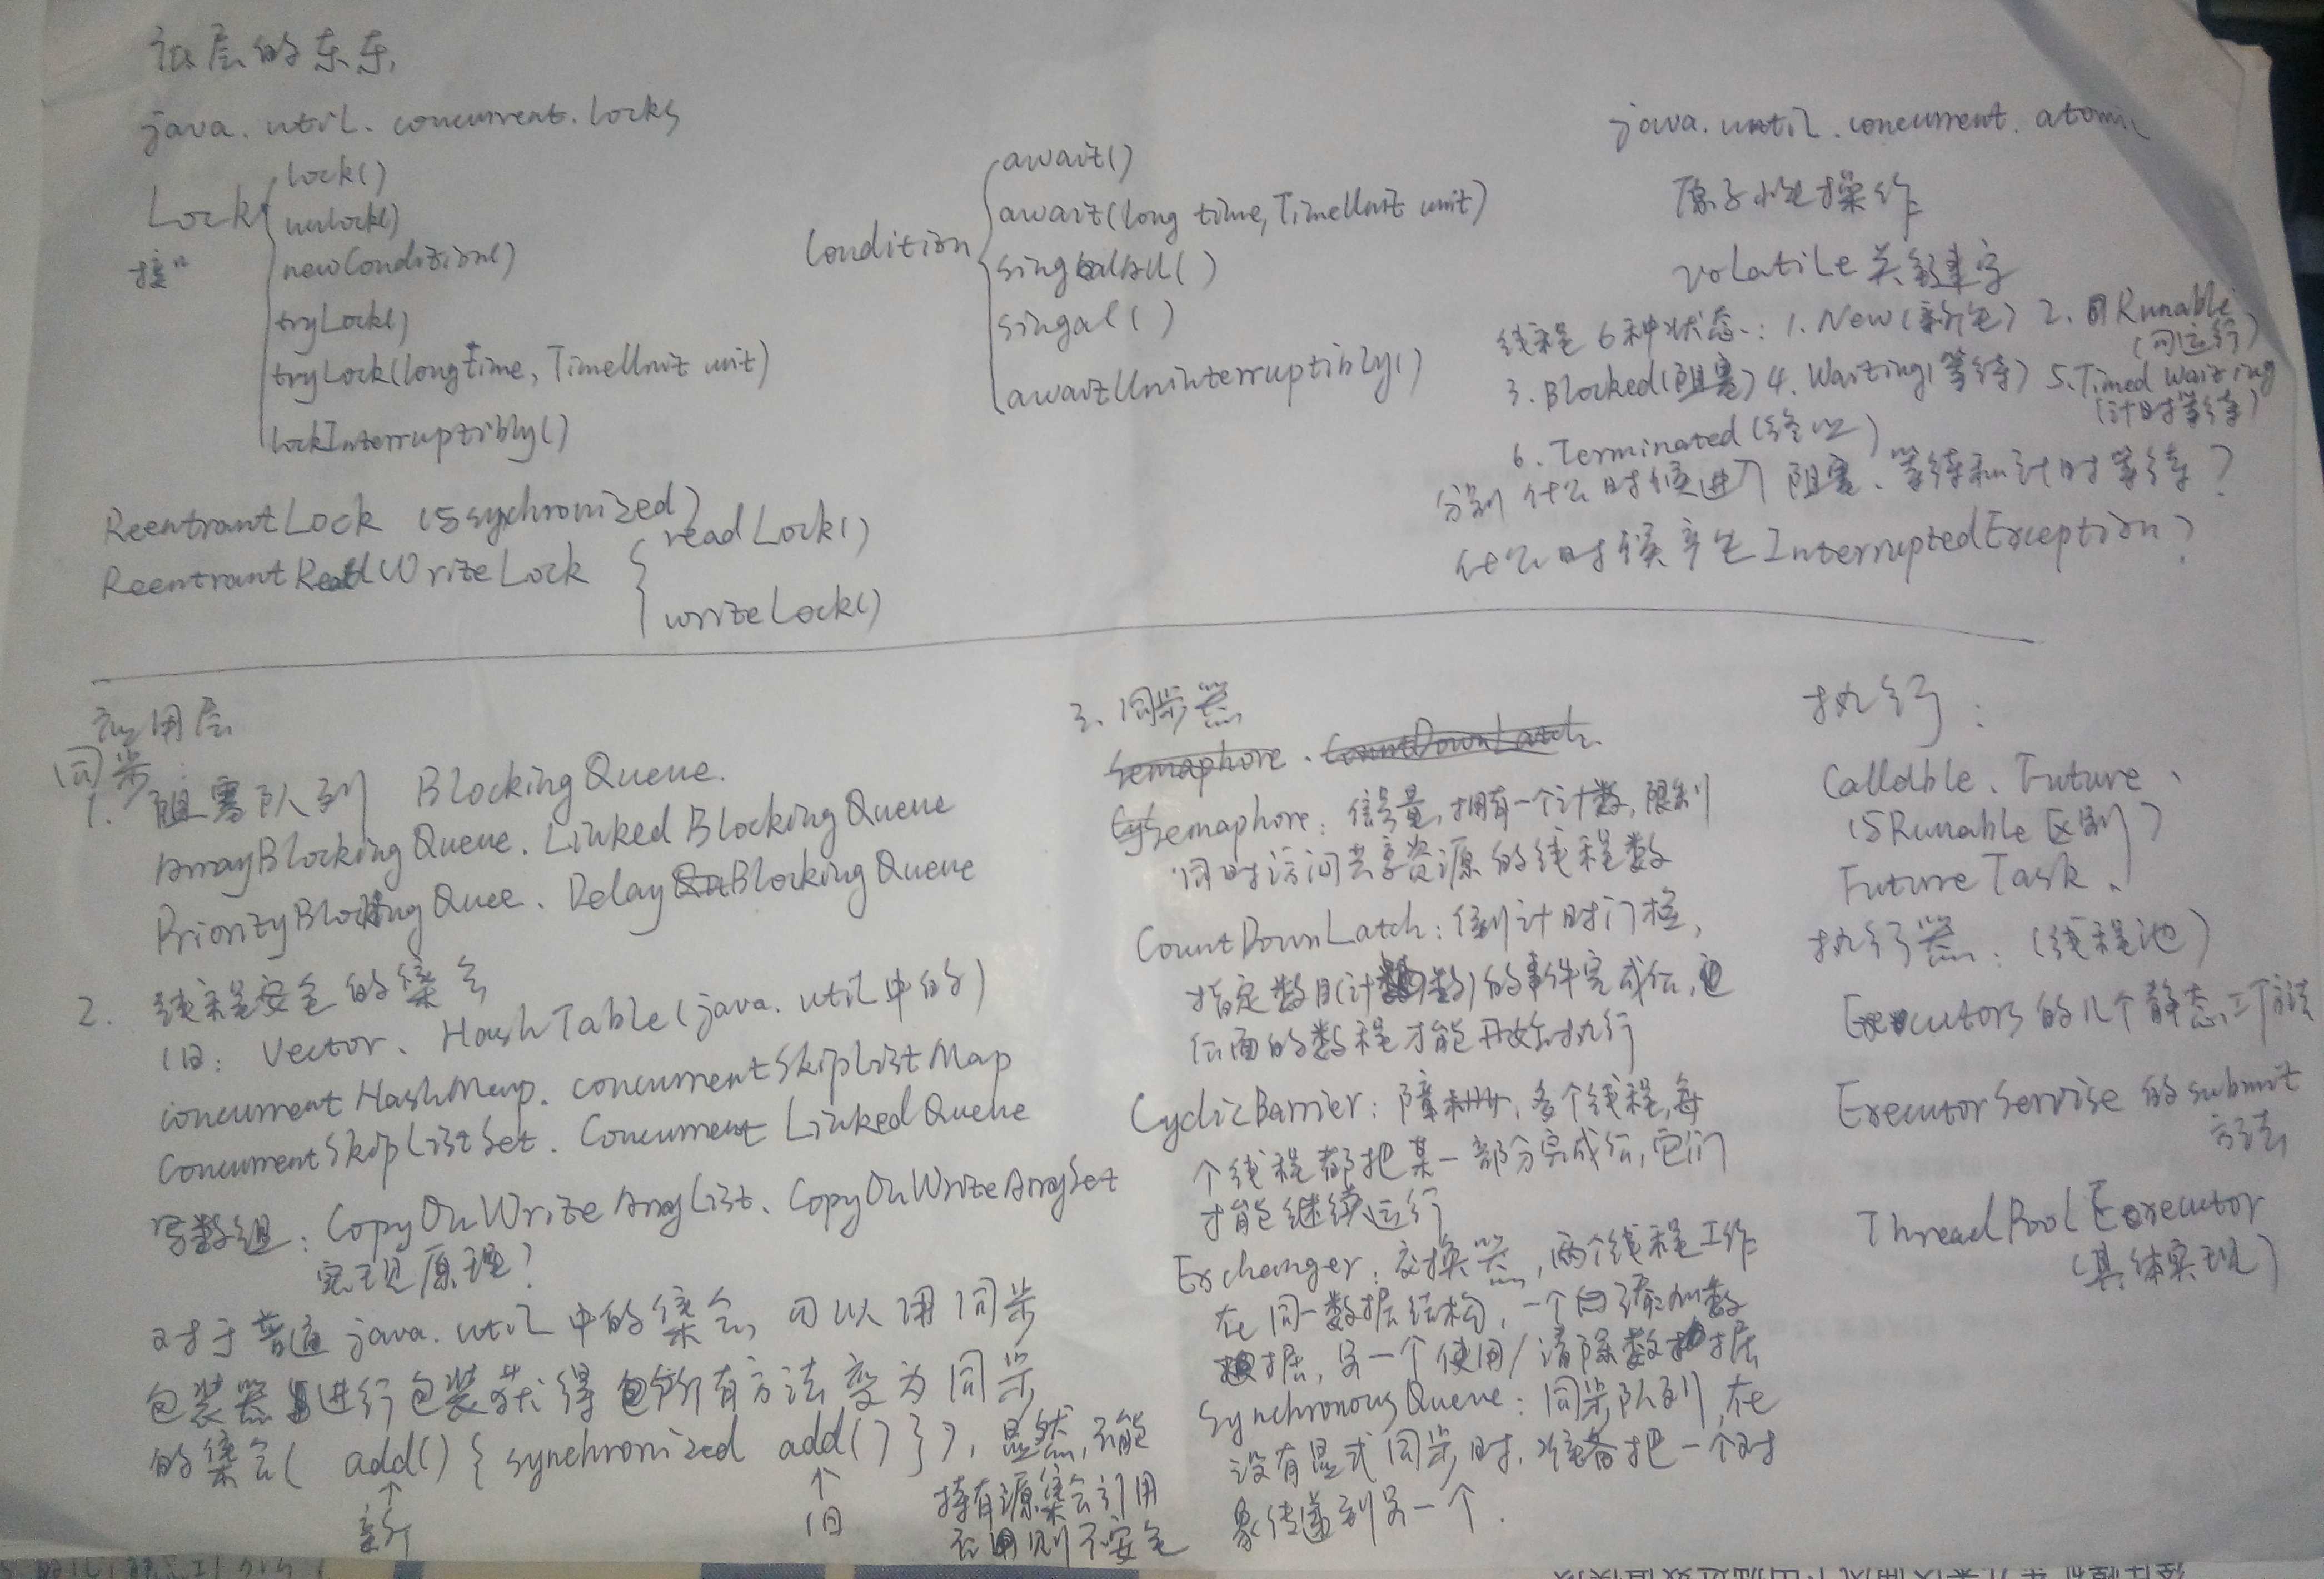 低层的东东
java.util.concurrent.locks
Lock
接口
lock()
unlock()
newCondition()
tryLock()
tryLock(long time, TimeUnit unit)
lockInterruptibly()
ReentrantLock (与sychronized)
ReentrantReadWriteLock
readLock()
writeLock()
Condition
await()
await(long time, TimeUnit unit)
singalAll()
singal()
awaitUninterruptibly()
java.until.concurrent.atomic
原子性操作
volatile关键字
线程6种状态: 1. New(新生) 2. Runable
(可运行)
3. Blocked(阻塞) 4. Waiting(等待) 5. Timed Waiting
(计时等待)
6. Terminated(终止)
分别什么时候进入阻塞、等待和计时等待?
什么时候产生InterruptedException?
应用层
同步
1. 阻塞队列 BlockingQueue.
ArrayBlockingQueue. LinkedBlockingQueue
PriorityBlockingQuee. DelayBlockingQueue
2. 线程安全的集合
旧: Vector、HashTable(java.util中的)
concurrentHashMap. concurrentSkipListMap
ConcurrentSkipListSet. ConcurrentLinkedQueue
写数组: CopyOnWriteArrayList、CopyOnWriteArraySet
实现原理?
对于普通java.util中的集合,可以用同步
包装器进行包装获得所有方法变为同步
的集合( add() { synchronized add() } ), 显然,不能
新
旧
持有源集合引用
否则不安全
3. 同步器
Semaphore. CountDownLatch
Semaphore: 信号量,拥有一个计数,限制
同时访问共享资源的线程数
CountDownLatch: 倒计时门栓,
指定数目(计数)的事件完成后,
后面的数程才能开始执行
CyclicBarrier: 障栅,多个线程,每
个线程都把某一部分完成后,它们
才能继续运行
Exchanger: 交换器,两个线程工作
在同一数据结构,一个向添加数
据,另一个使用/清除数据
SynchronousQueue: 同步队列,在
没有显式同步时,准备把一个对
象传递到另一个.
执行:
Callable、Future、
(与Runable区别)
FutureTask、
执行器: (线程池)
Executors的几个静态工厂方法
ExecutorServise的submit
方法
ThreadPoolExecutor
(具体实现)